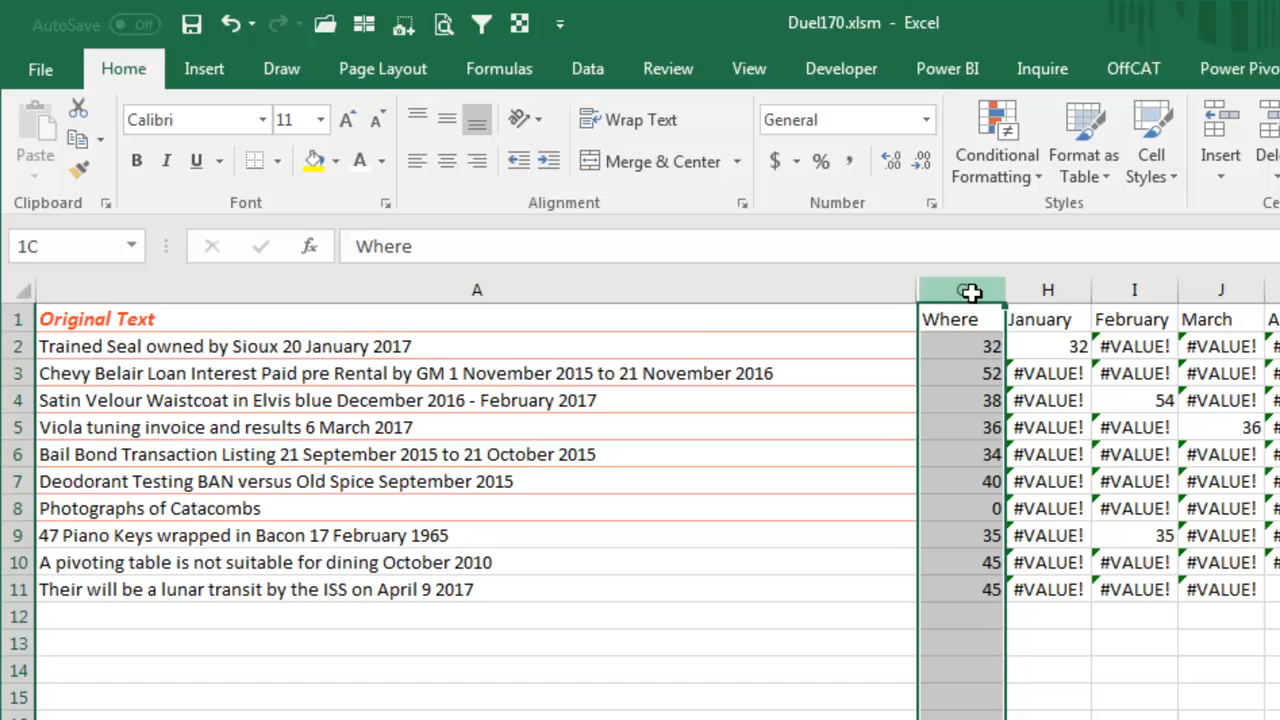 AutoSave Off
Duel170.xlsm - Excel
File Home Insert Draw Page Layout Formulas Data Review View Developer Power BI Inquire OffCAT Power Pivo
Paste
Calibri 11
B I U A
Wrap Text
Merge & Center
General
$ % ,
Conditional Formatting
Format as Table
Cell Styles
Insert
Del
Clipboard Font Alignment Number Styles Ce
1C fx Where
A H I J
1 Original Text Where January February March A
2 Trained Seal owned by Sioux 20 January 2017 32 32 #VALUE! #VALUE! #
3 Chevy Belair Loan Interest Paid pre Rental by GM 1 November 2015 to 21 November 2016 52 #VALUE! #VALUE! #VALUE! #
4 Satin Velour Waistcoat in Elvis blue December 2016 - February 2017 38 #VALUE! 54 #VALUE! #
5 Viola tuning invoice and results 6 March 2017 36 #VALUE! #VALUE! 36 #
6 Bail Bond Transaction Listing 21 September 2015 to 21 October 2015 34 #VALUE! #VALUE! #VALUE! #
7 Deodorant Testing BAN versus Old Spice September 2015 40 #VALUE! #VALUE! #VALUE! #
8 Photographs of Catacombs 0 #VALUE! #VALUE! #VALUE! #
9 47 Piano Keys wrapped in Bacon 17 February 1965 35 #VALUE! 35 #VALUE! #
10 A pivoting table is not suitable for dining October 2010 45 #VALUE! #VALUE! #VALUE! #
11 Their will be a lunar transit by the ISS on April 9 2017 45 #VALUE! #VALUE! #VALUE!
12
13
14
15